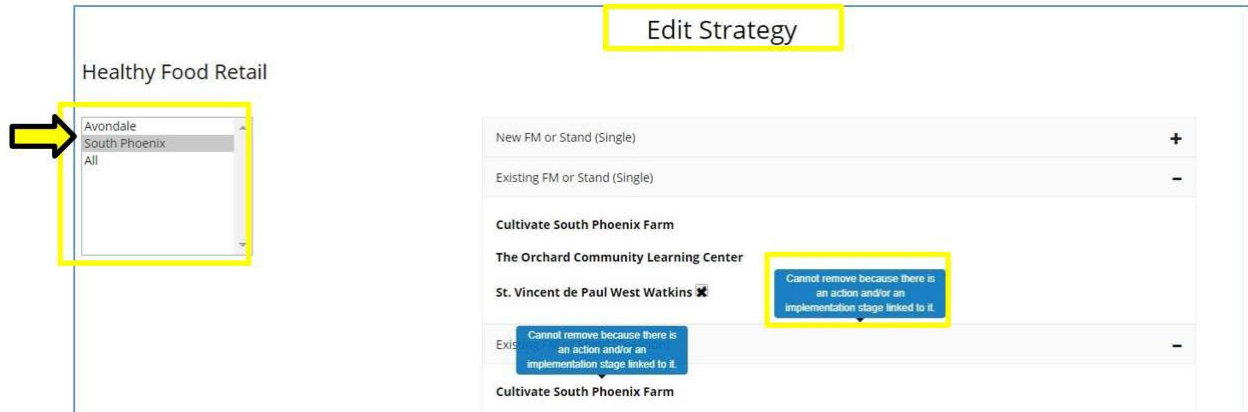 Edit Strategy
Healthy Food Retail
Avondale
South Phoenix
All
New FM or Stand (Single)
Existing FM or Stand (Single)
Cultivate South Phoenix Farm
The Orchard Community Learning Center
St. Vincent de Paul West Watkins
Cannot remove because there is
an action and/or an
implementation stage linked to it.
Cannot remove because there is
an action and/or an
implementation stage linked to it.
Cultivate South Phoenix Farm